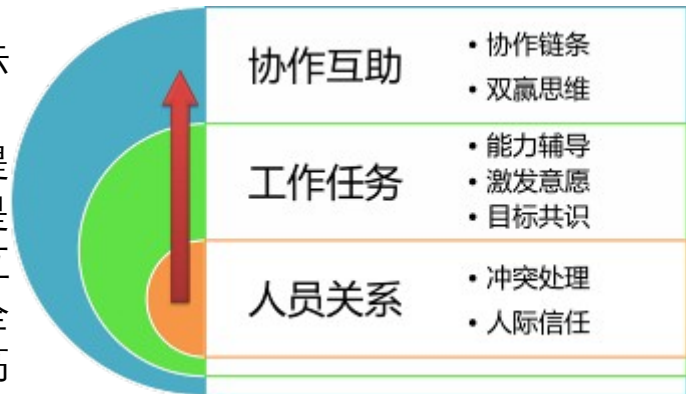 协作互助
• 协作链条
• 双赢思维
工作任务
• 能力辅导
• 激发意愿
• 目标共识
人员关系
• 冲突处理
• 人际信任